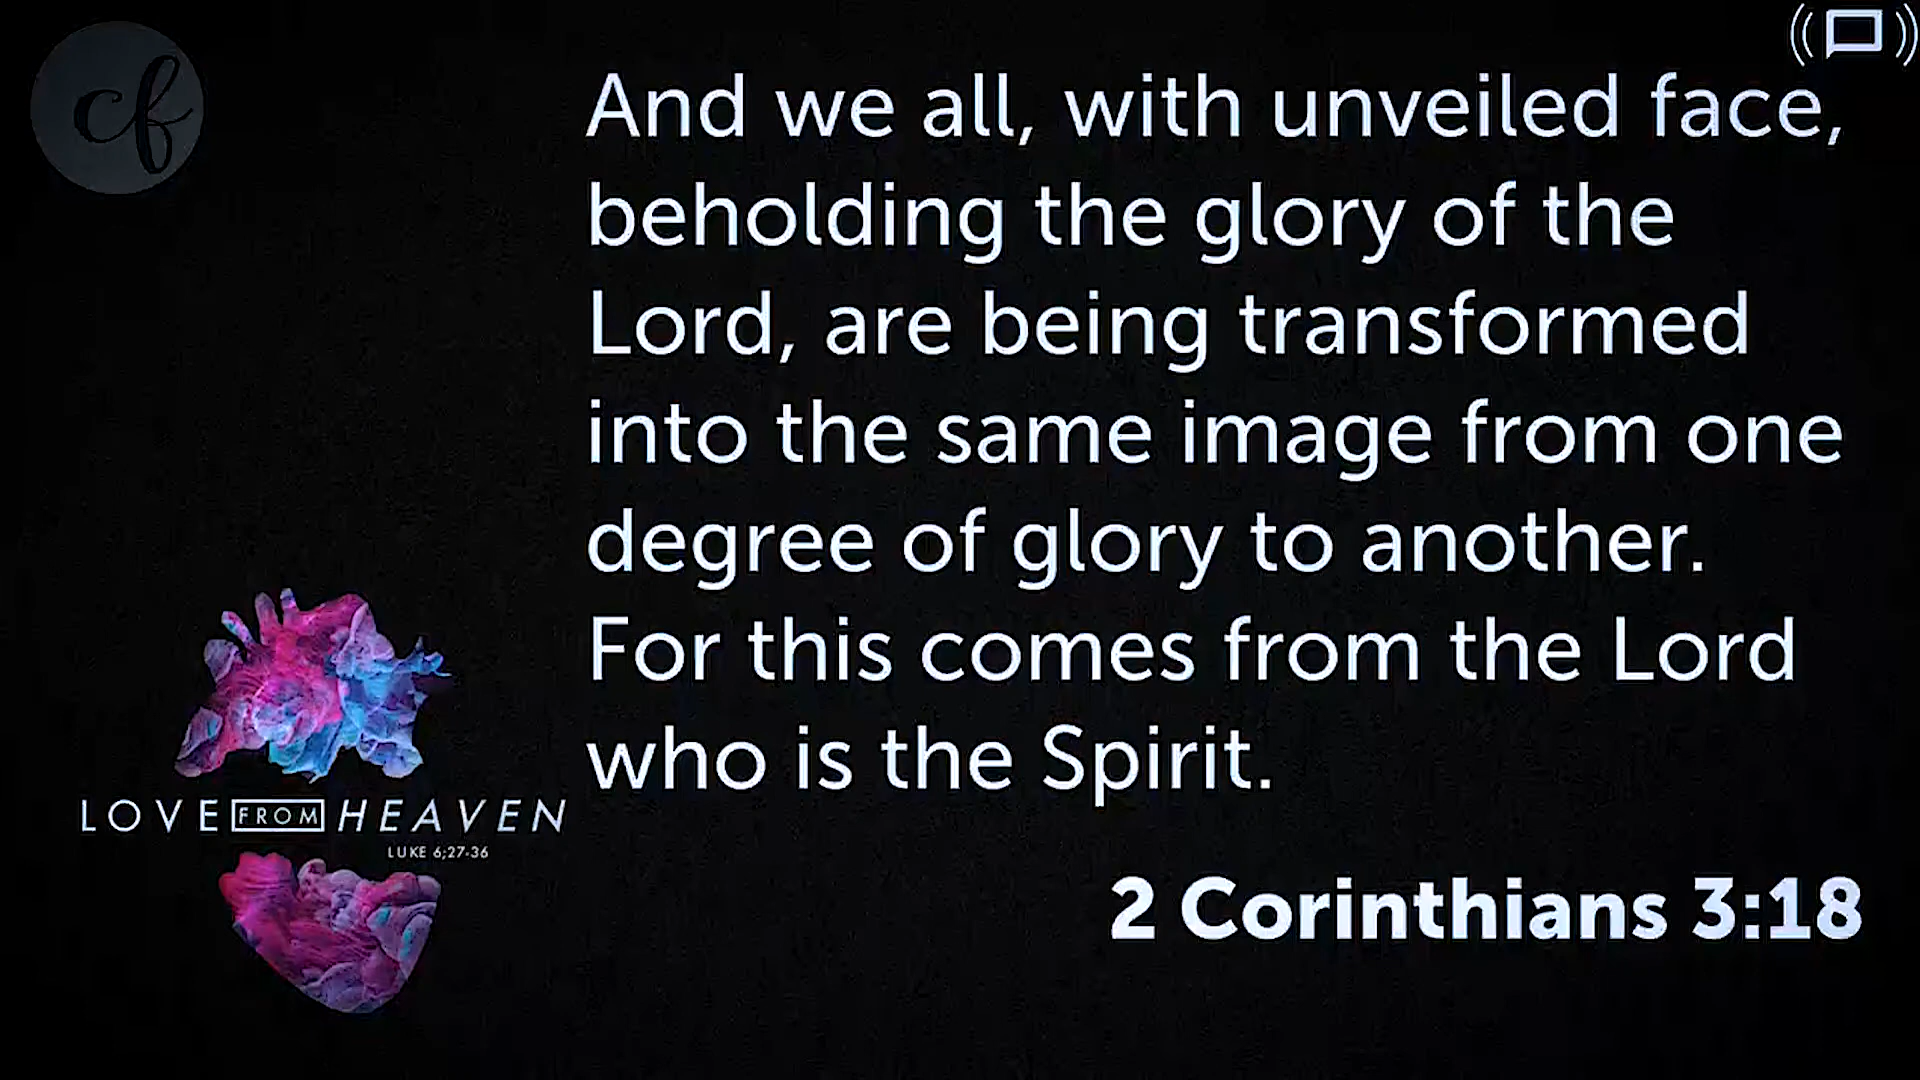 cf
And we all, with unveiled face,
beholding the glory of the
Lord, are being transformed
into the same image from one
degree of glory to another.
For this comes from the Lord
who is the Spirit.
2 Corinthians 3:18
LOVE FROM HEAVEN
LUKE 6;27-36